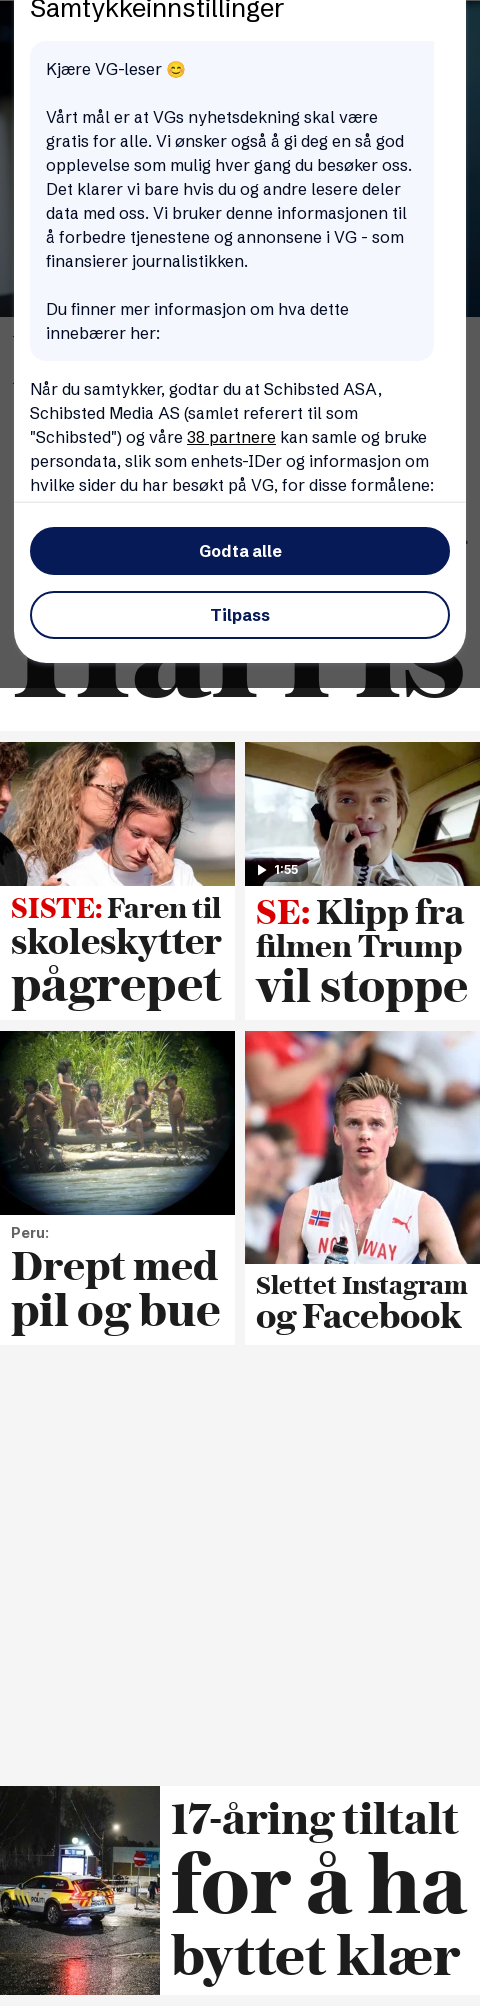 Samtykkeinnstillinger
Kjære VG-leser 😊
Vårt mål er at VGs nyhetsdekning skal være
gratis for alle. Vi ønsker også å gi deg en så god
opplevelse som mulig hver gang du besøker oss.
Det klarer vi bare hvis du og andre lesere deler
data med oss. Vi bruker denne informasjonen til
å forbedre tjenestene og annonsene i VG - som
finansierer journalistikken.
Du finner mer informasjon om hva dette
innebærer her:
Når du samtykker, godtar du at Schibsted ASA,
Schibsted Media AS (samlet referert til som
"Schibsted") og våre 38 partnere kan samle og bruke
persondata, slik som enhets-IDer og informasjon om
hvilke sider du har besøkt på VG, for disse formålene:
Godta alle
Tilpass
Harris
1:55
SISTE: Faren til
skoleskytter
pågrepet
SE: Klipp fra
filmen Trump
vil stoppe
NORWAY
Peru:
Drept med
pil og bue
Slettet Instagram
og Facebook
POLITI
17-åring tiltalt
for å ha
byttet klær